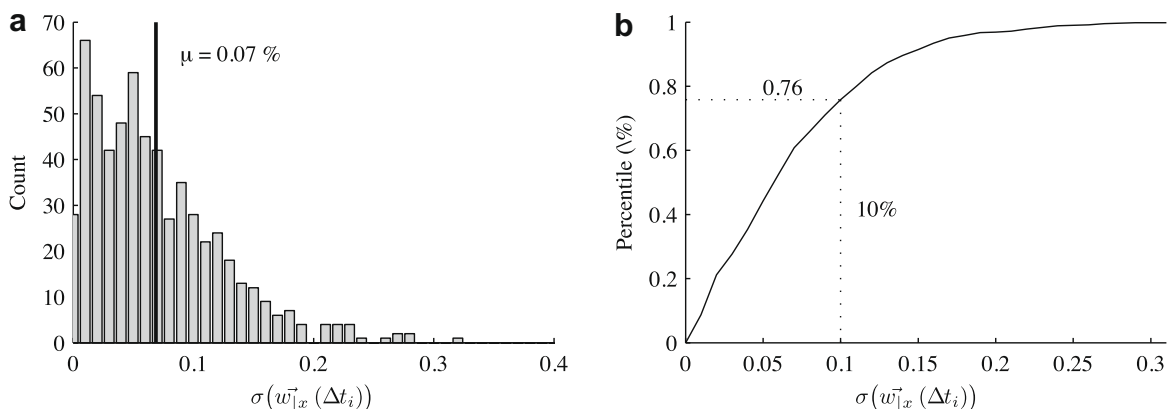 a
70
60
50
40
30
20
10
0
Count
μ = 0.07 %
0 0.1 0.2 0.3 0.4
σ(w⃗|x (Δti))
b
1
0.8
0.6
0.4
0.2
0
Percentile (\%)
0.76
10%
0 0.05 0.1 0.15 0.2 0.25 0.3
σ(w⃗|x (Δti))